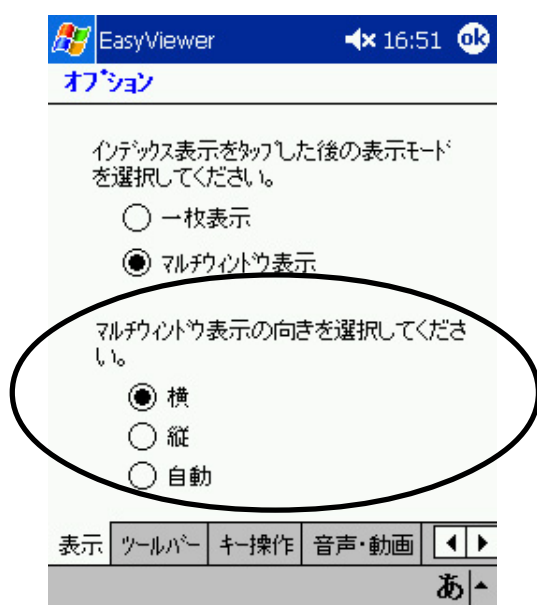 EasyViewer 16:51 ok
オプション
インデックス表示をタップした後の表示モード
を選択してください。
一枚表示
マルチウィンドウ表示
マルチウィンドウ表示の向きを選択してくださ
い。
横
縦
自動
表示 ツールバー キー操作 音声・動画
あ